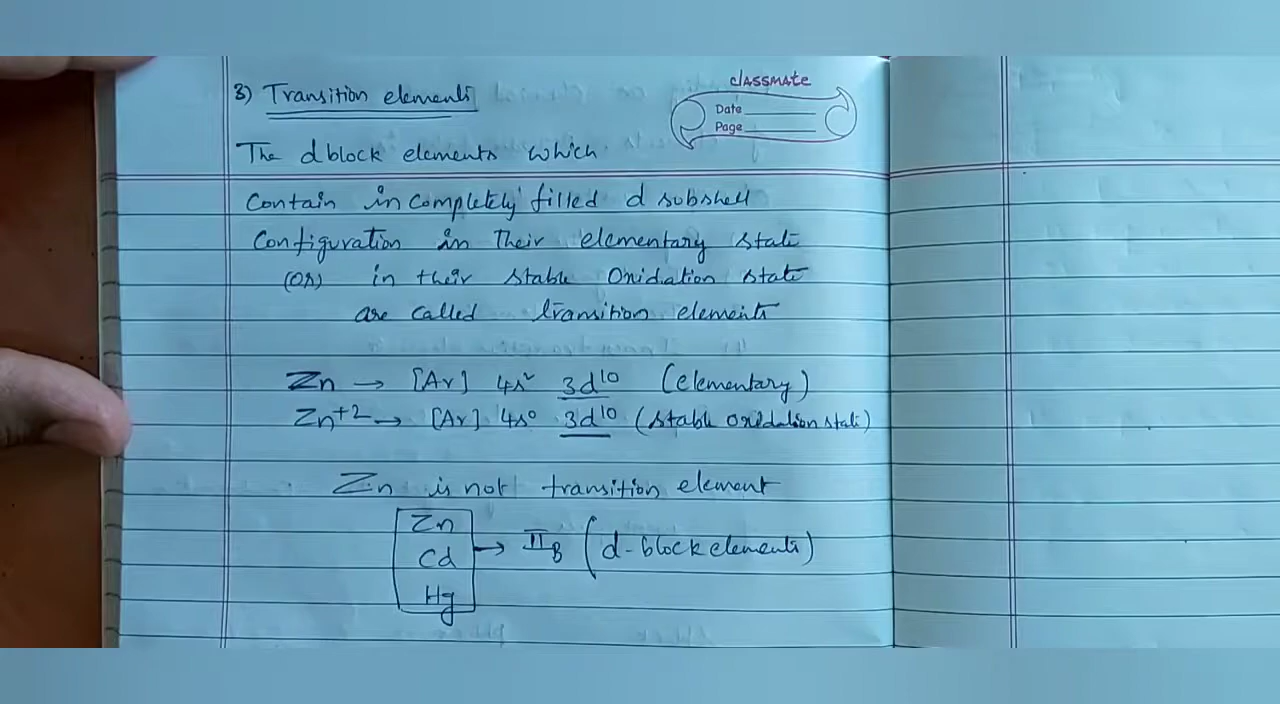 classmate
Date
Page
3) Transition elements
The d block elements which
Contain incompletely filled d subshell
Configuration in Their elementary state
(OR) in their stable Oxidation state
are called transition elements
Zn → [Ar] 4s² 3d¹⁰ (elementary)
Zn⁺² → [Ar] 4s⁰ 3d¹⁰ (stable oxidation state)
Zn is not transition element
Zn
Cd → II B (d-block elements)
Hg